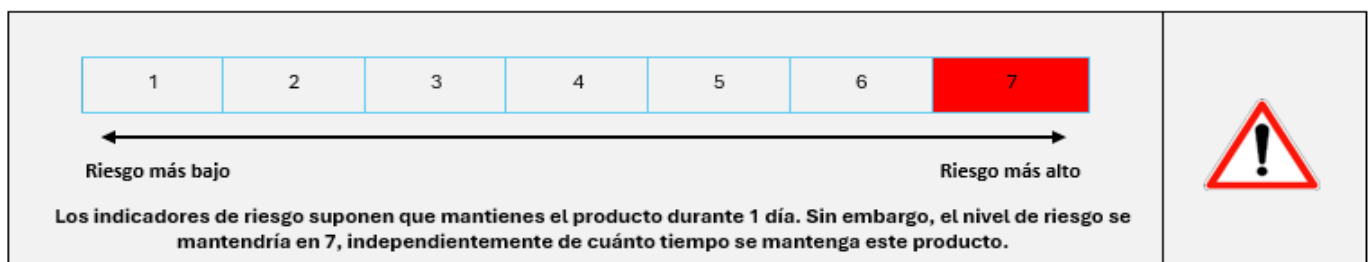 1 2 3 4 5 6 7
Riesgo más bajo Riesgo más alto
Los indicadores de riesgo suponen que mantienes el producto durante 1 día. Sin embargo, el nivel de riesgo se
mantendría en 7, independientemente de cuánto tiempo se mantenga este producto.